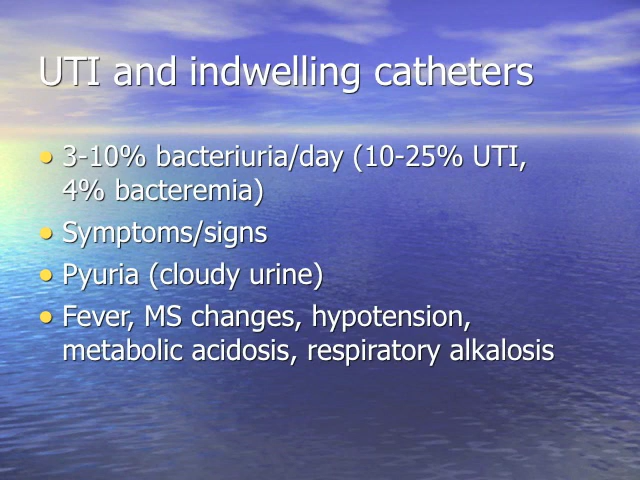 UTI and indwelling catheters
• 3-10% bacteriuria/day (10-25% UTI,
4% bacteremia)
• Symptoms/signs
• Pyuria (cloudy urine)
• Fever, MS changes, hypotension,
metabolic acidosis, respiratory alkalosis